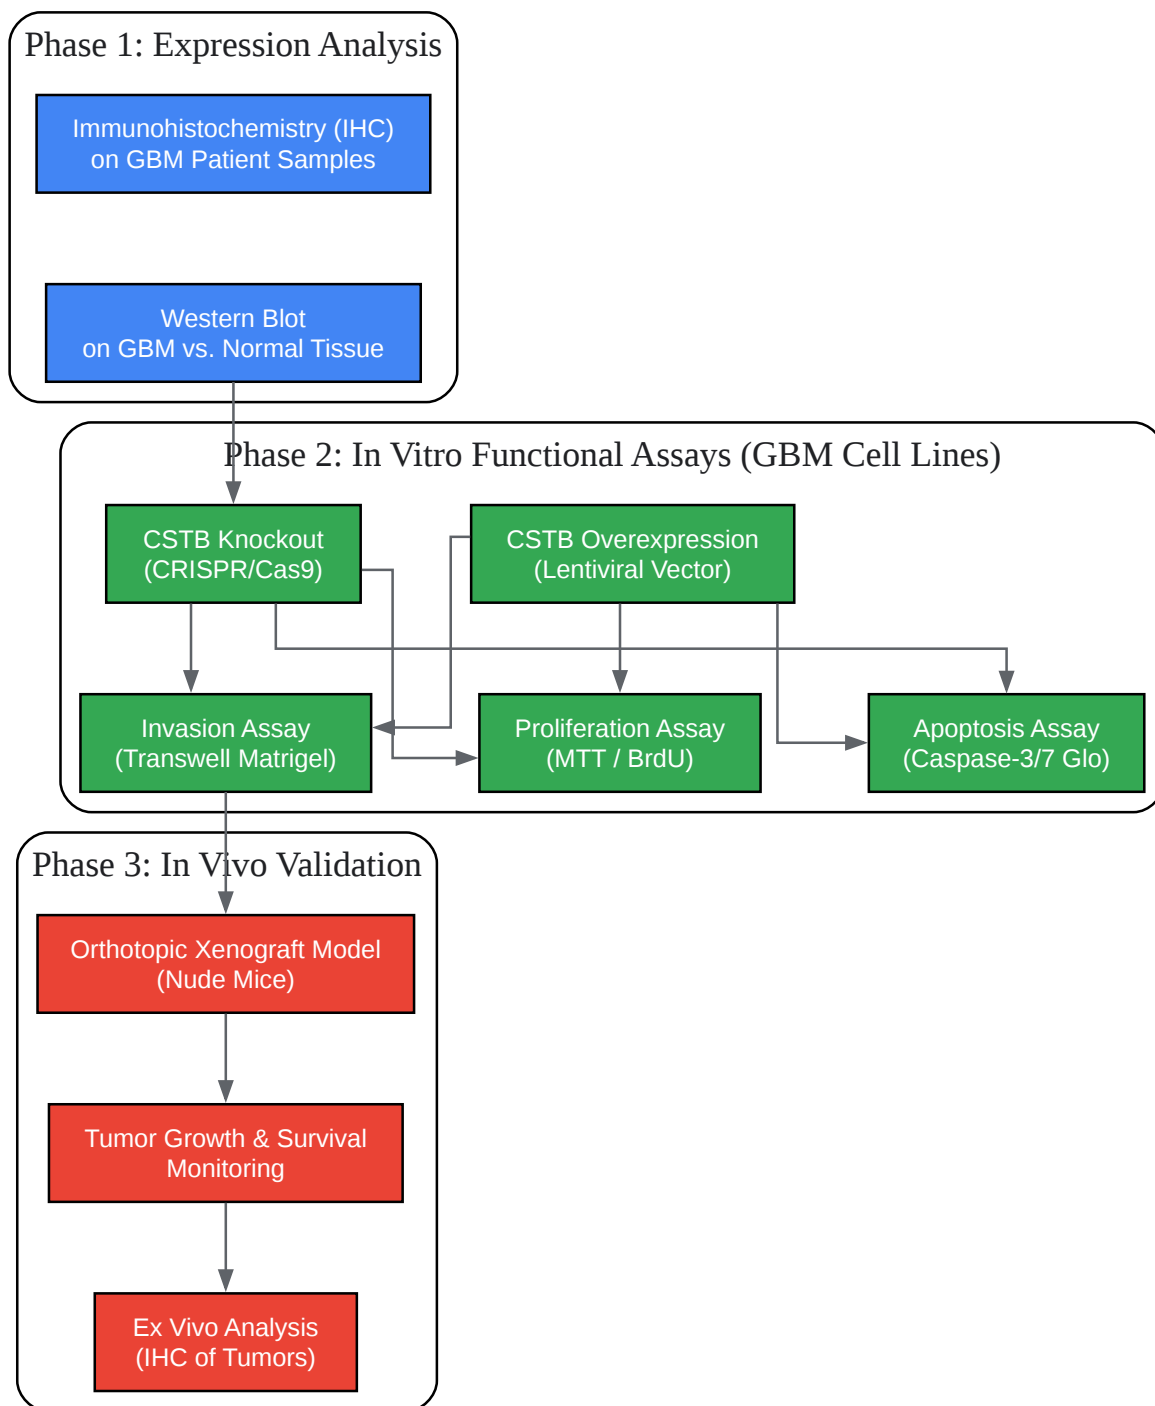 Phase 1: Expression Analysis
Immunohistochemistry (IHC)
on GBM Patient Samples
Western Blot
on GBM vs. Normal Tissue
Phase 2: In Vitro Functional Assays (GBM Cell Lines)
CSTB Knockout
(CRISPR/Cas9)
CSTB Overexpression
(Lentiviral Vector)
Invasion Assay
(Transwell Matrigel)
Proliferation Assay
(MTT / BrdU)
Apoptosis Assay
(Caspase-3/7 Glo)
Phase 3: In Vivo Validation
Orthotopic Xenograft Model
(Nude Mice)
Tumor Growth & Survival
Monitoring
Ex Vivo Analysis
(IHC of Tumors)